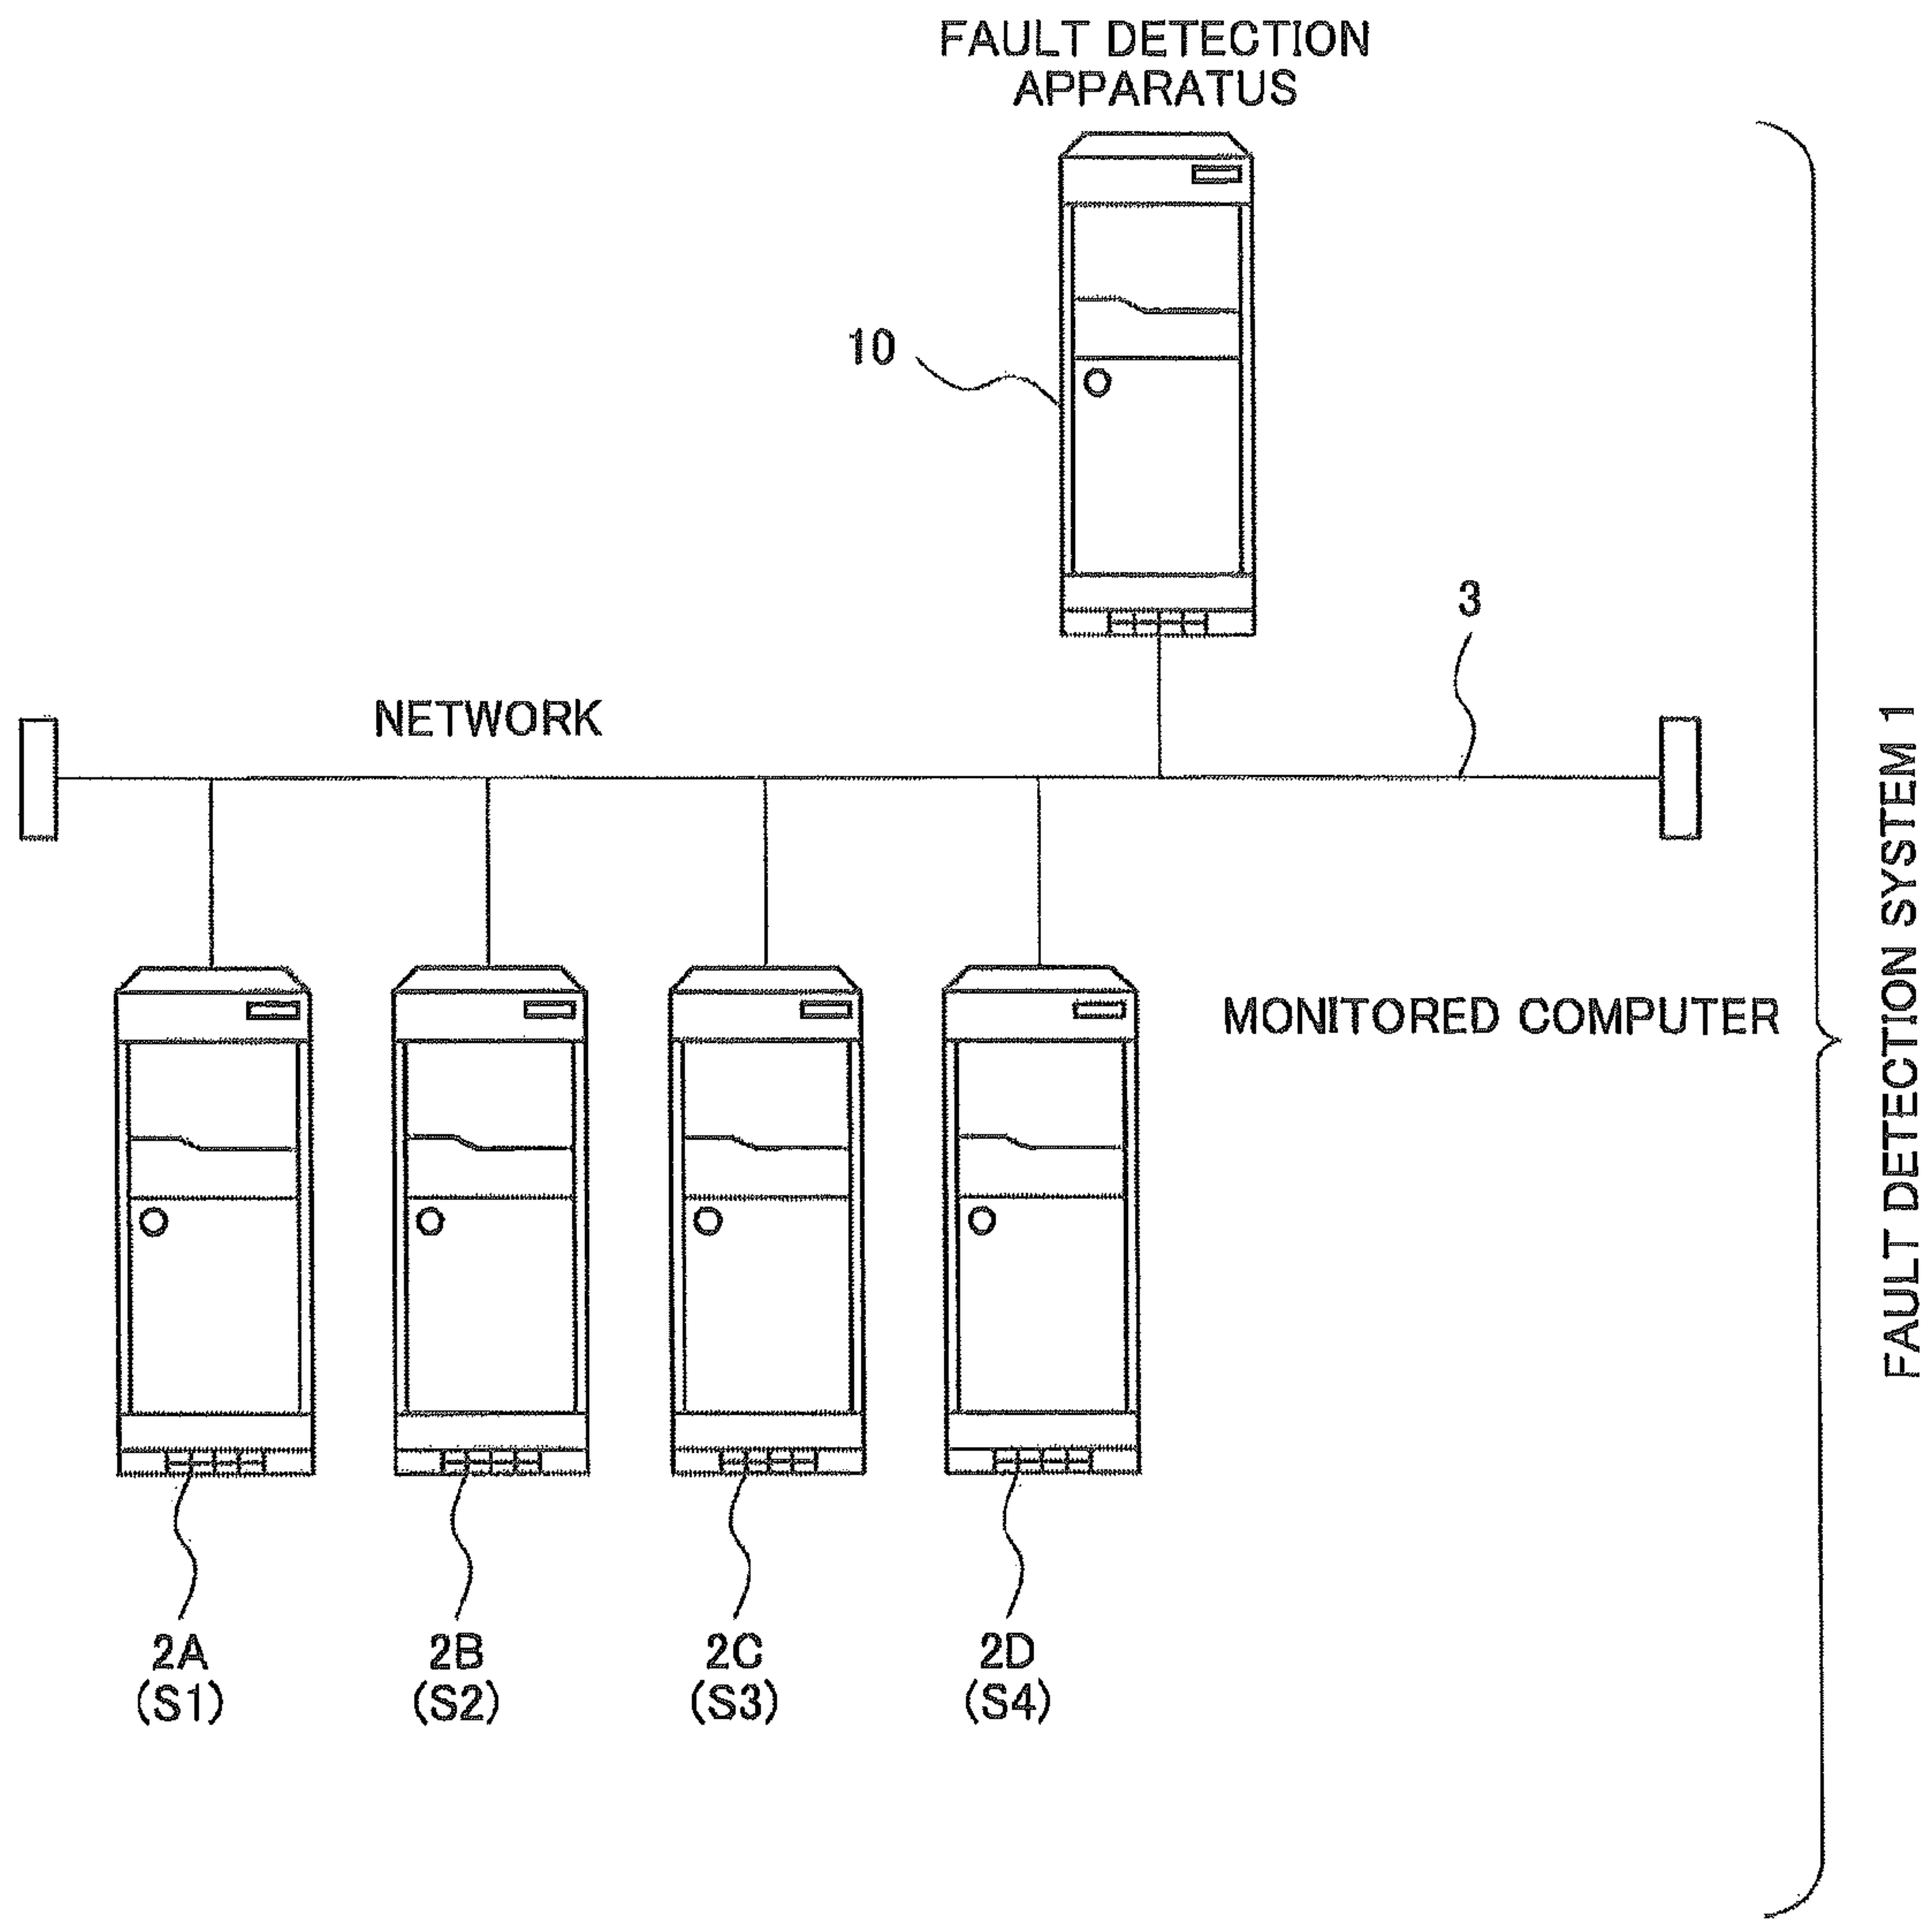 FAULT DETECTION
APPARATUS
10
3
NETWORK
MONITORED COMPUTER
FAULT DETECTION SYSTEM 1
2A
(S1)
2B
(S2)
2C
(S3)
2D
(S4)